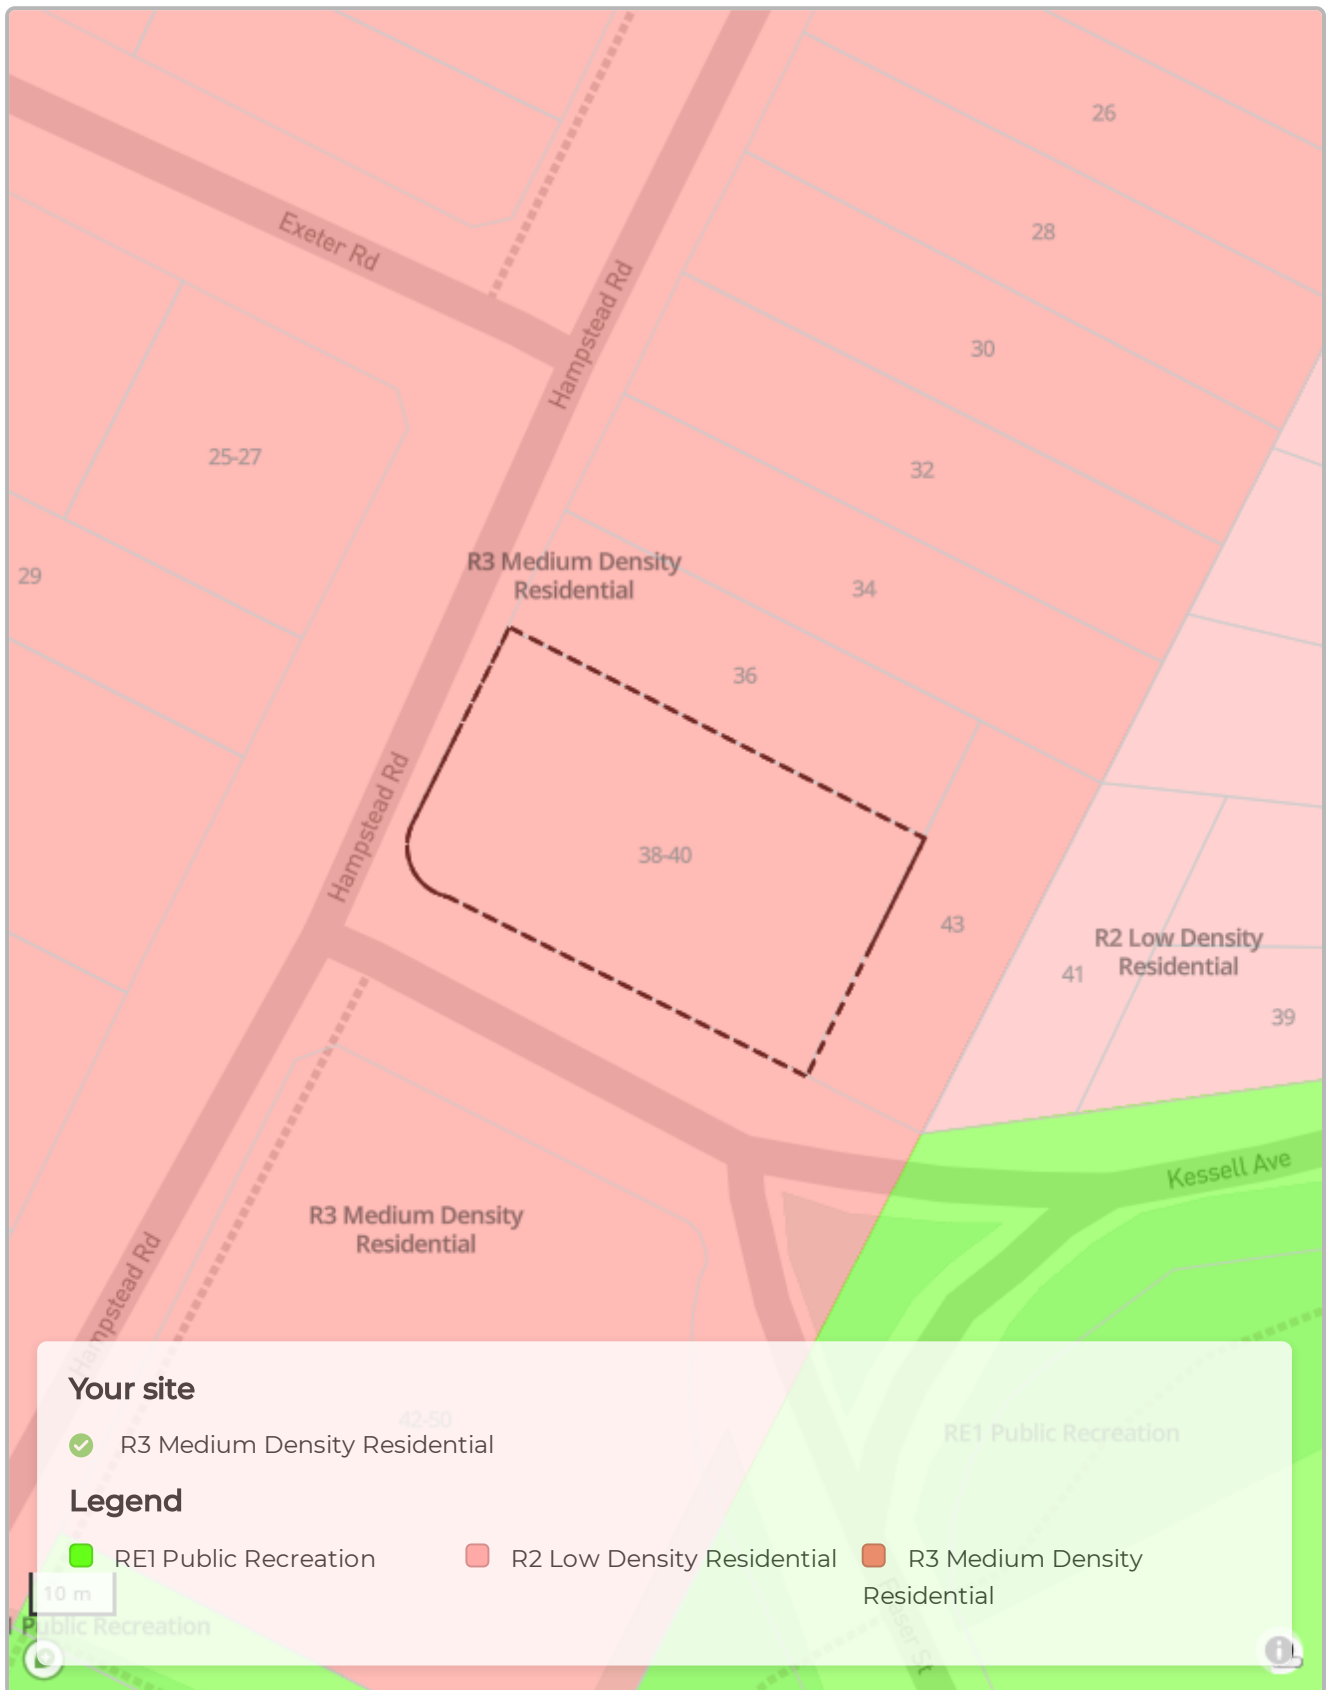 26
28
Exeter Rd
Hampstead Rd
30
25-27
32
R3 Medium Density
Residential
29
34
36
Hampstead Rd
38-40
43
R2 Low Density
Residential
41
39
Kessell Ave
R3 Medium Density
Residential
Hampstead Rd
Your site
42-50
R3 Medium Density Residential
RE1 Public Recreation
Legend
RE1 Public Recreation
R2 Low Density Residential
R3 Medium Density
Residential
10 m
Public Recreation